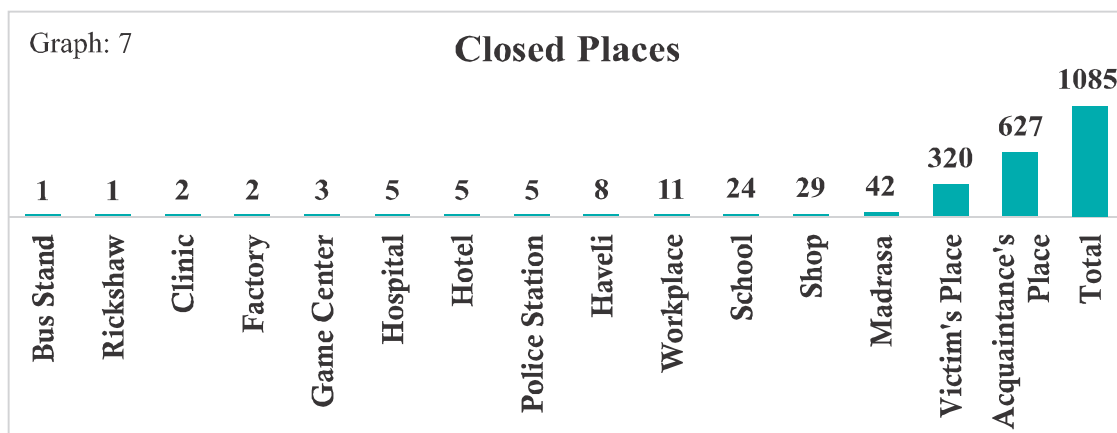 Graph: 7
Closed Places
1
1
2
2
3
5
5
5
8
11
24
29
42
320
627
1085
Bus Stand
Rickshaw
Clinic
Factory
Game Center
Hospital
Hotel
Police Station
Haveli
Workplace
School
Shop
Madrasa
Victim's Place
Acquaintance's
Place
Total